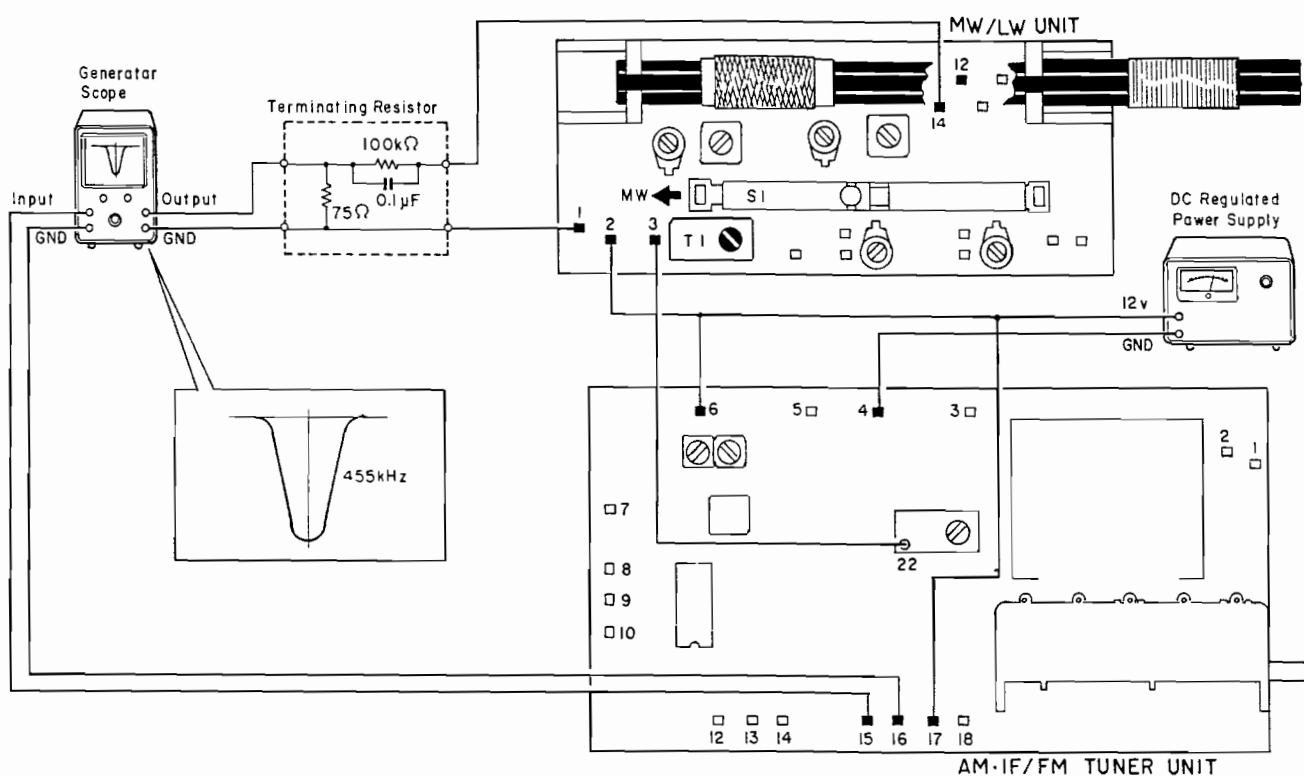 MW/LW UNIT
Generatar
Scope
Terminating Resistor
12
14
100kΩ
0.1µF
75Ω
Input
Output
GND
GND
MW
S1
1
2
3
T1
DC Regulated
Power Supply
12v
GND
6
5
4
3
2
1
455kHz
7
22
8
9
10
12
13
14
15
16
17
18
AM·IF/FM TUNER UNIT